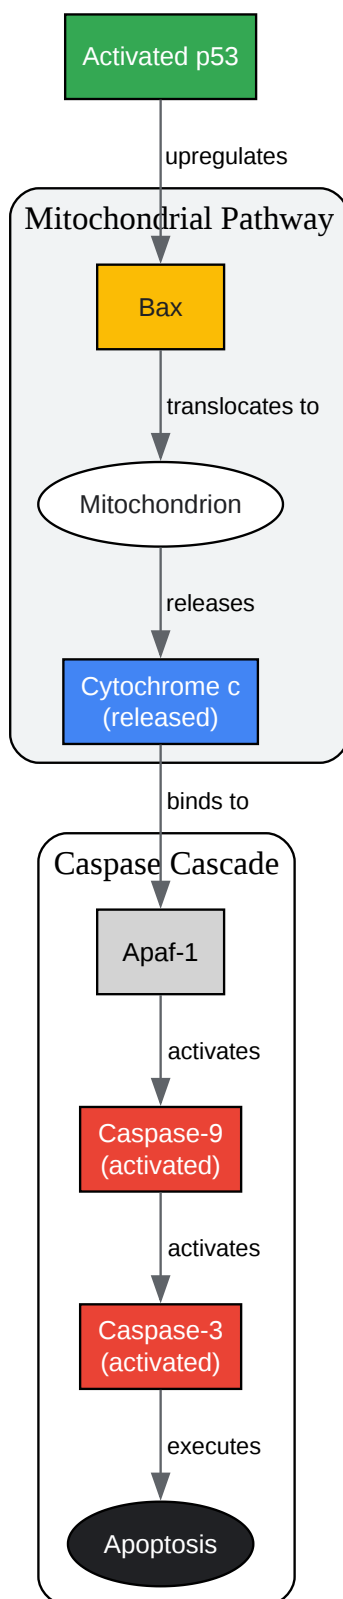 Activated p53
upregulates
Mitochondrial Pathway
Bax
translocates to
Mitochondrion
releases
Cytochrome c
(released)
binds to
Caspase Cascade
Apaf-1
activates
Caspase-9
(activated)
activates
Caspase-3
(activated)
executes
Apoptosis